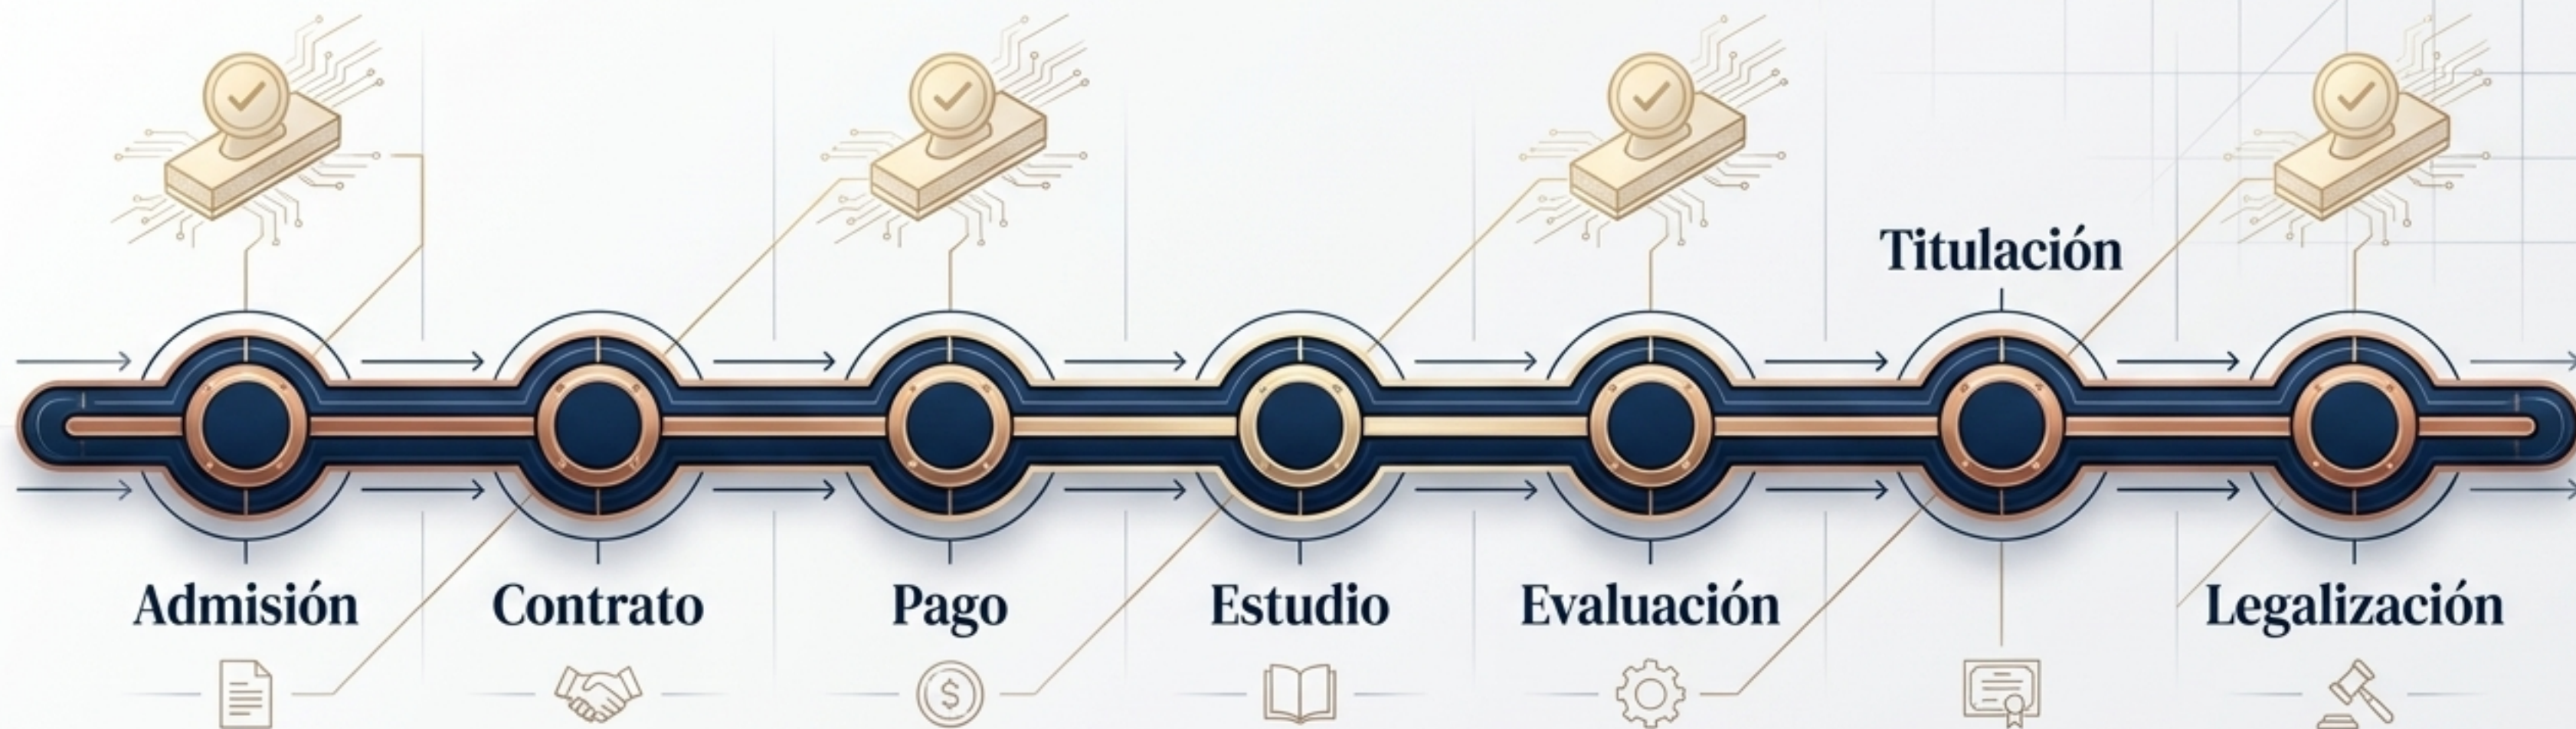 Admisión
Contrato
Pago
Estudio
Evaluación
Titulación
Legalización